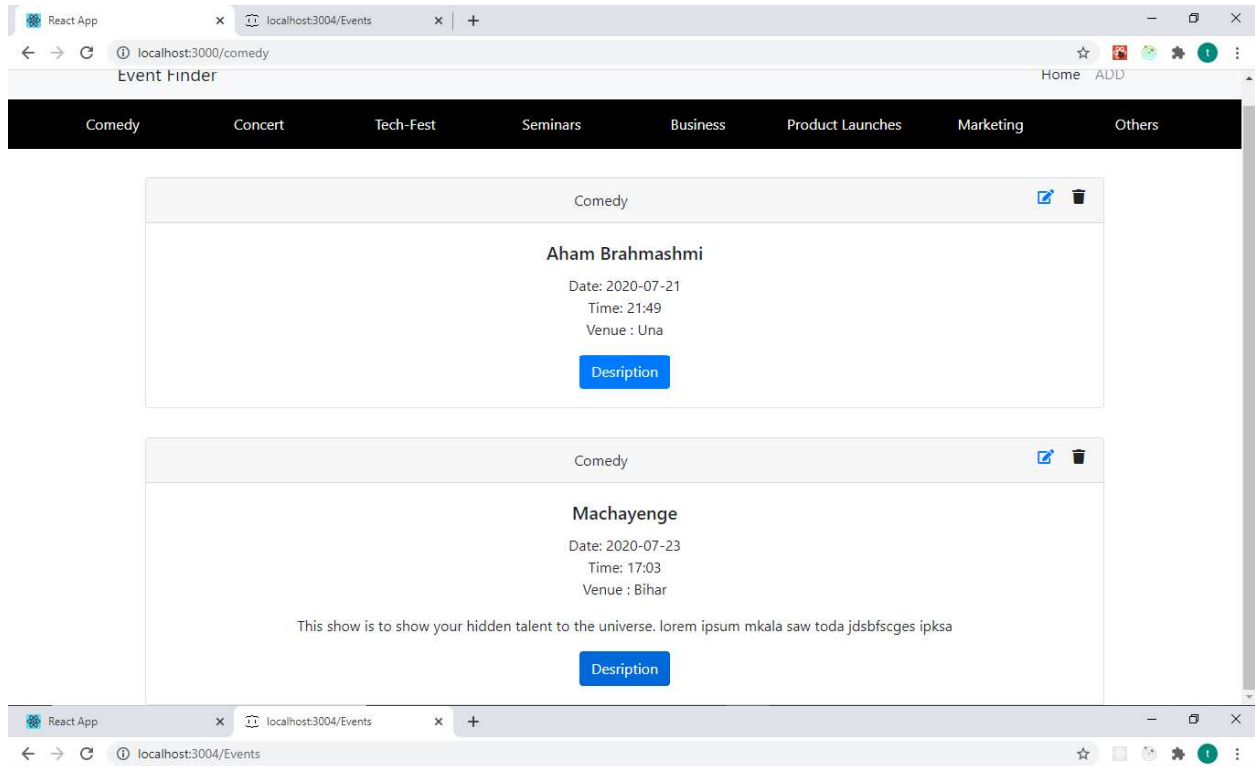 React App
localhost:3004/Events
localhost:3000/comedy
t
Event Finder
Home ADD
Comedy Concert Tech-Fest Seminars Business Product Launches Marketing Others
Comedy
Aham Brahmashmi
Date: 2020-07-21
Time: 21:49
Venue : Una
Desription
Comedy
Machayenge
Date: 2020-07-23
Time: 17:03
Venue : Bihar
This show is to show your hidden talent to the universe. lorem ipsum mkala saw toda jdsbfscges ipksa
Desription
React App
localhost:3004/Events
localhost:3004/Events
t